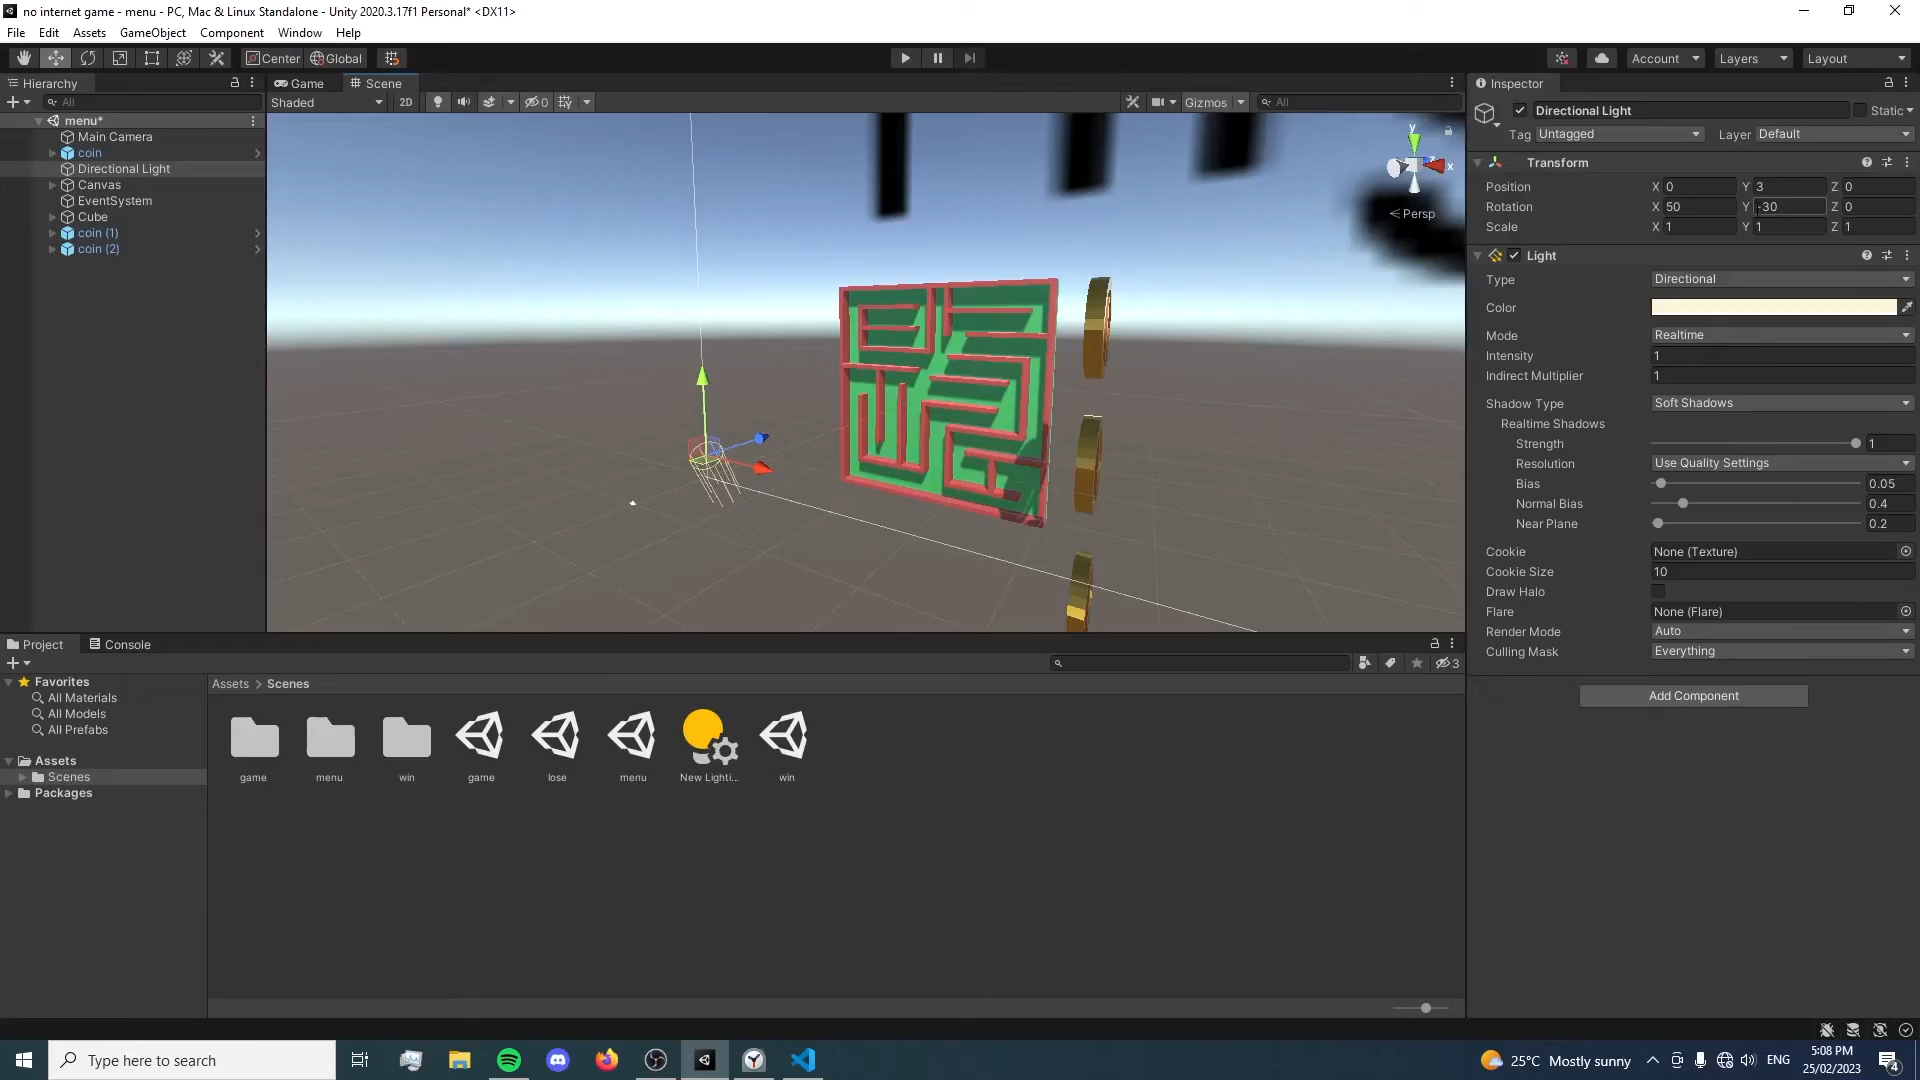 no internet game - menu - PC, Mac & Linux Standalone - Unity 2020.3.17f1 Personal* <DX11>
File Edit Assets GameObject Component Window Help
Center Global Account Layers Layout
Hierarchy Game Scene Inspector
All Shaded 2D 0 Gizmos All Directional Light Static
menu* y x Tag Untagged Layer Default
Main Camera
coin
Directional Light
Canvas
EventSystem
Cube
coin (1)
coin (2)
Persp
Transform
Position X 0 Y 3 Z 0
Rotation X 50 Y -30 Z 0
Scale X 1 Y 1 Z 1
Light
Type Directional
Color
Mode Realtime
Intensity 1
Indirect Multiplier 1
Shadow Type Soft Shadows
Realtime Shadows
Strength 1
Resolution Use Quality Settings
Bias 0.05
Normal Bias 0.4
Near Plane 0.2
Cookie None (Texture)
Cookie Size 10
Draw Halo
Flare None (Flare)
Render Mode Auto
Culling Mask Everything
Add Component
Project Console
3
Favorites
All Materials
All Models
All Prefabs
Assets
Scenes
Packages
Assets > Scenes
game menu win game lose menu New Lighti... win
Type here to search
25°C Mostly sunny ENG 5:08 PM
25/02/2023 4